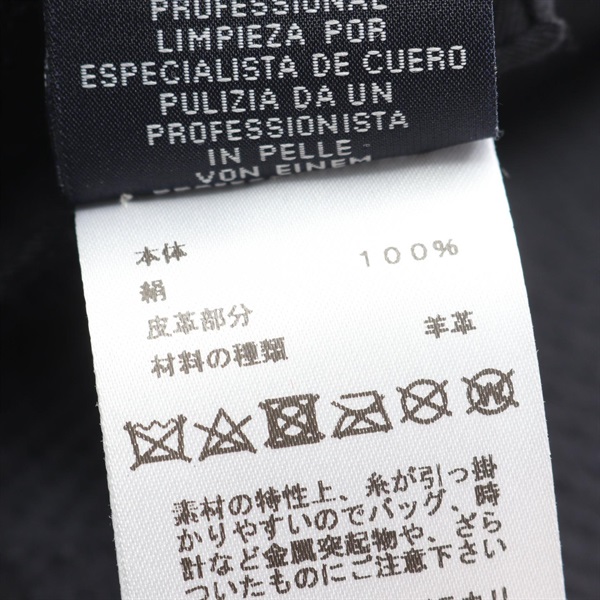 PROFESSIONAL
LIMPIEZA POR
ESPECIALISTA DE CUERO
PULIZIA DA UN
PROFESSIONISTA
IN PELLE
VON EINEM
本体 100%
絹
皮革部分 羊革
材料の種類
W
素材の特性上、糸が引っ掛
かりやすいのでバッグ、時
計など金属突起物や、ざら
ついたものにご注意下さい